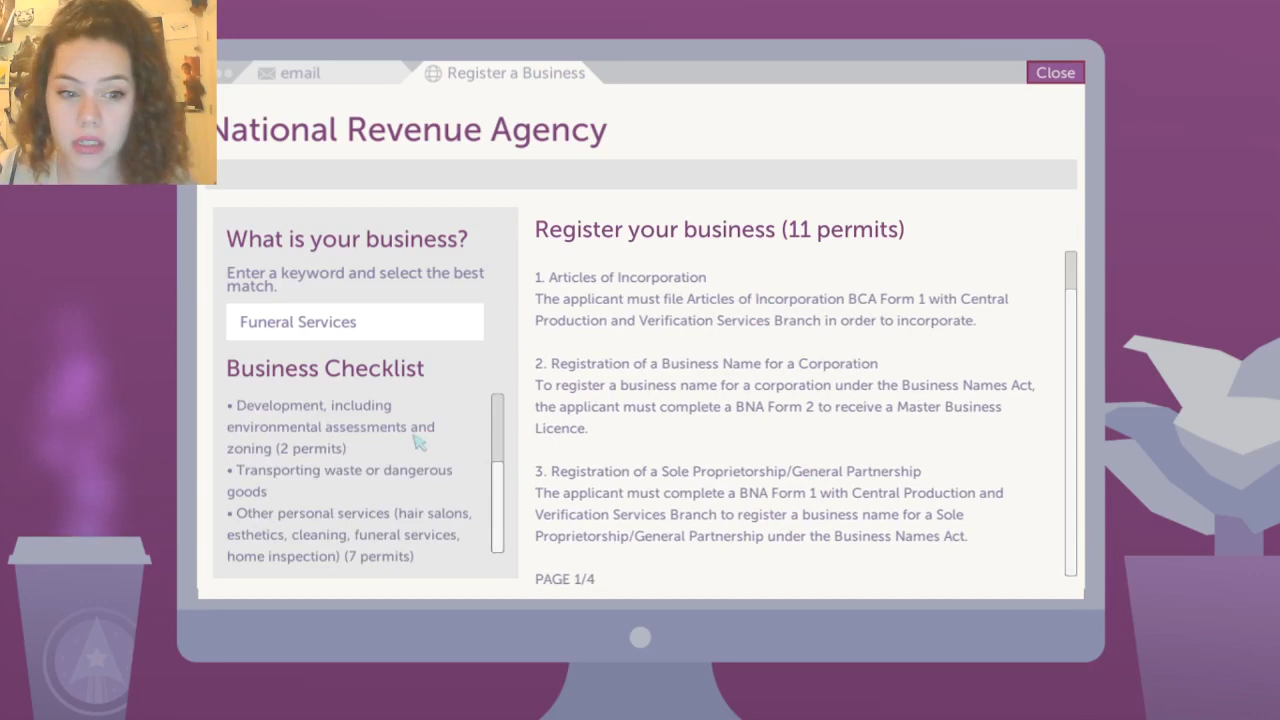 email
Register a Business
Close
National Revenue Agency
What is your business?
Enter a keyword and select the best
match.
Funeral Services
Business Checklist
• Development, including
environmental assessments and
zoning (2 permits)
• Transporting waste or dangerous
goods
• Other personal services (hair salons,
esthetics, cleaning, funeral services,
home inspection) (7 permits)
Register your business (11 permits)
1. Articles of Incorporation
The applicant must file Articles of Incorporation BCA Form 1 with Central
Production and Verification Services Branch in order to incorporate.
2. Registration of a Business Name for a Corporation
To register a business name for a corporation under the Business Names Act,
the applicant must complete a BNA Form 2 to receive a Master Business
Licence.
3. Registration of a Sole Proprietorship/General Partnership
The applicant must complete a BNA Form 1 with Central Production and
Verification Services Branch to register a business name for a Sole
Proprietorship/General Partnership under the Business Names Act.
PAGE 1/4